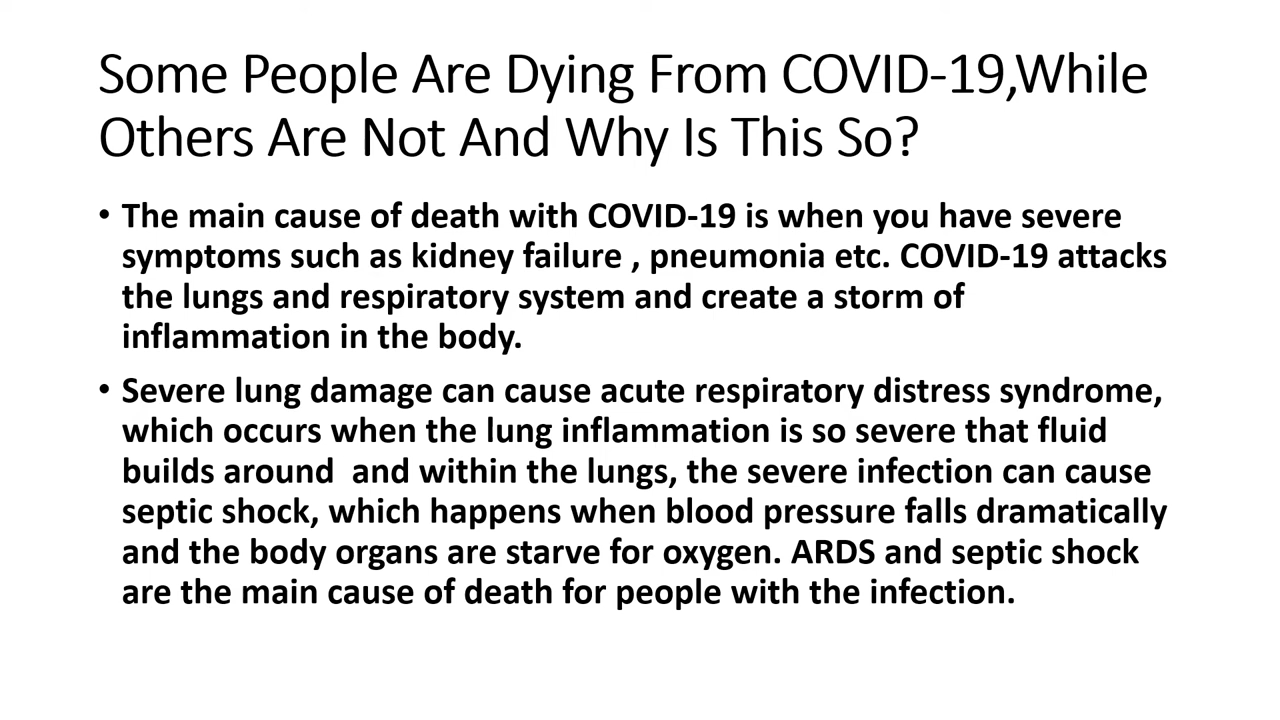 Some People Are Dying From COVID-19,While
Others Are Not And Why Is This So?
• The main cause of death with COVID-19 is when you have severe
symptoms such as kidney failure , pneumonia etc. COVID-19 attacks
the lungs and respiratory system and create a storm of
inflammation in the body.
• Severe lung damage can cause acute respiratory distress syndrome,
which occurs when the lung inflammation is so severe that fluid
builds around  and within the lungs, the severe infection can cause
septic shock, which happens when blood pressure falls dramatically
and the body organs are starve for oxygen. ARDS and septic shock
are the main cause of death for people with the infection.